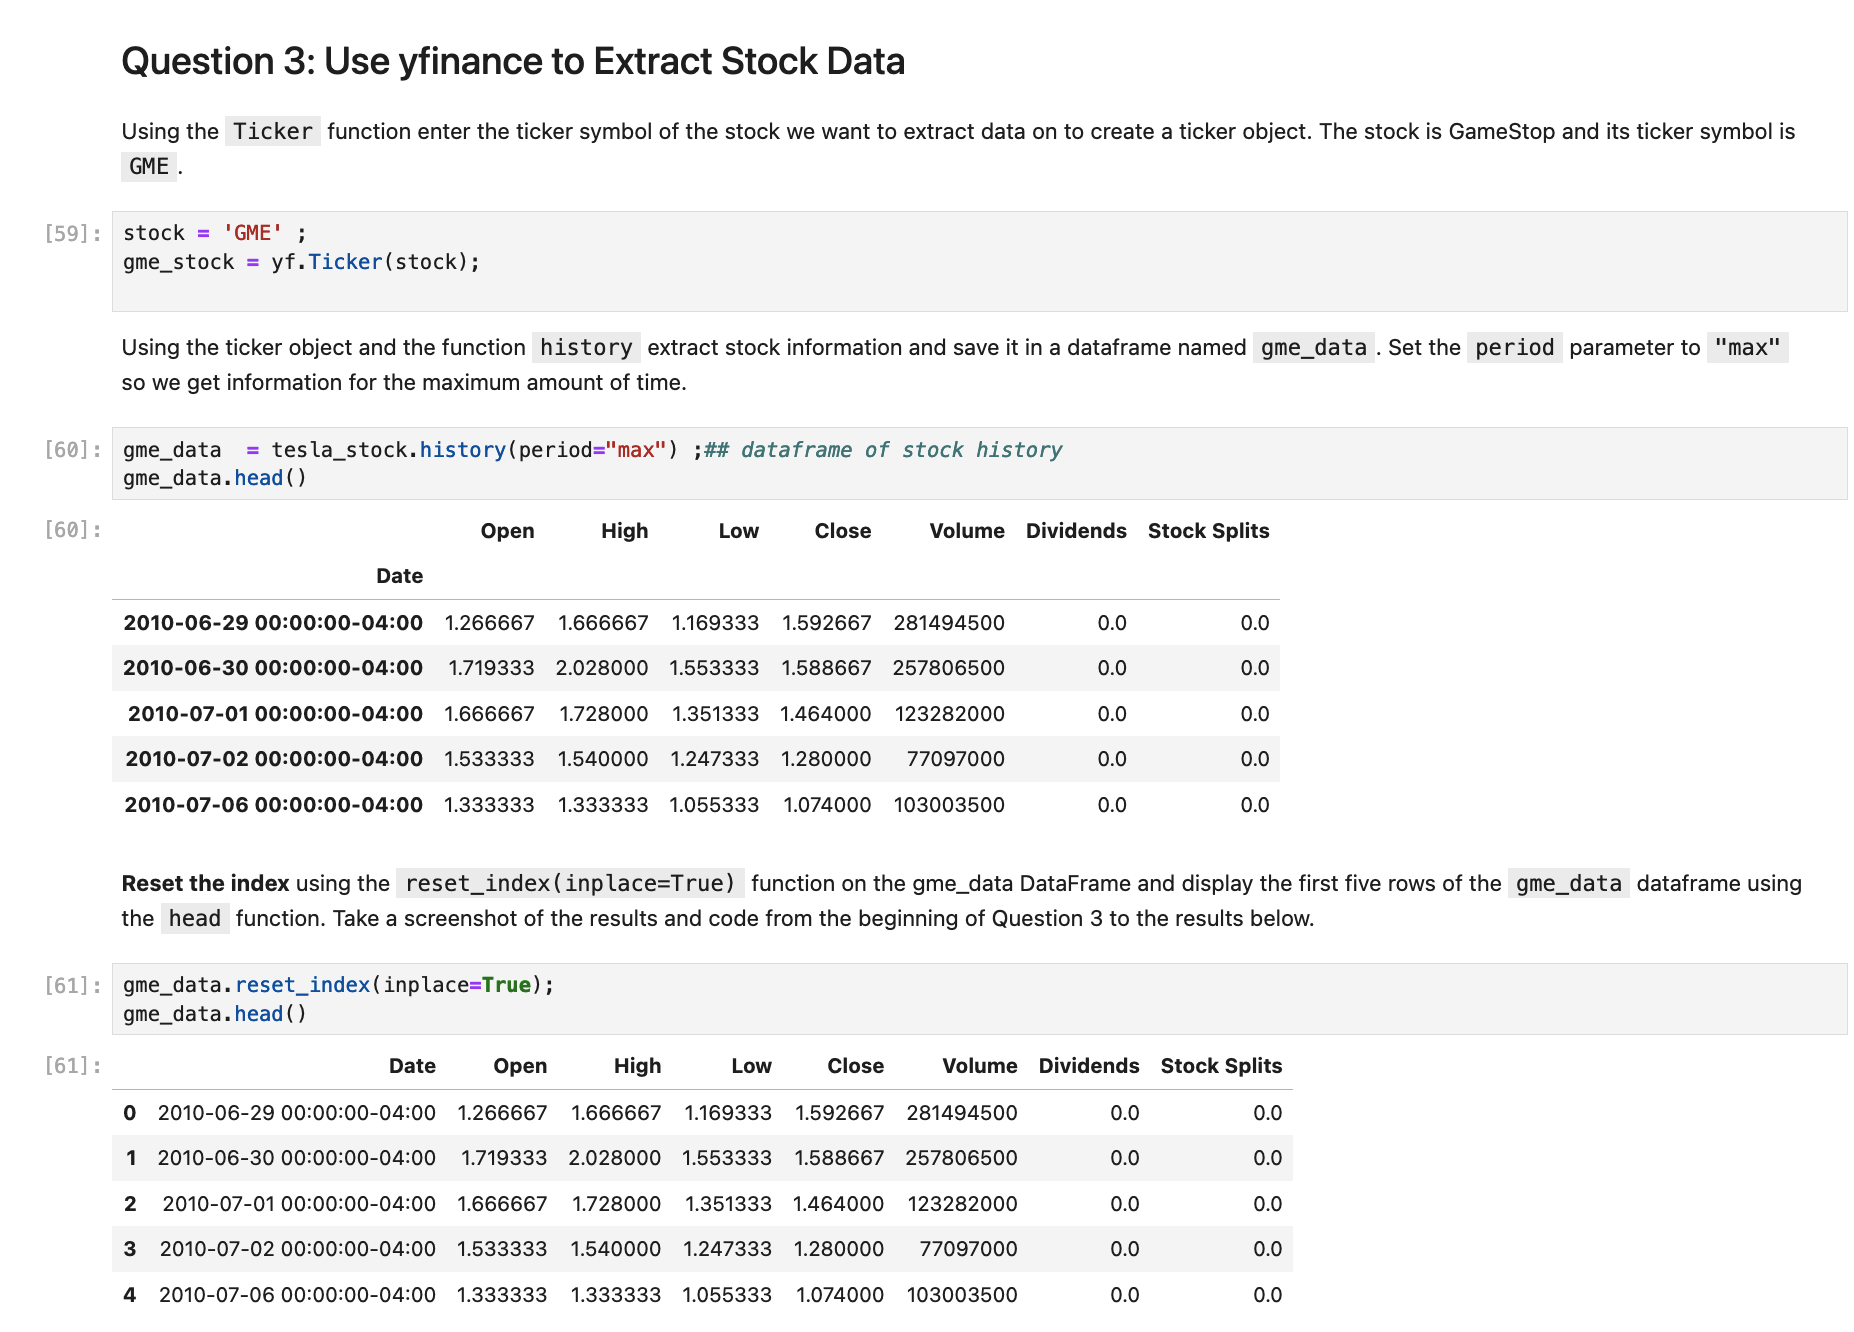 Question 3: Use yfinance to Extract Stock Data
Using the Ticker function enter the ticker symbol of the stock we want to extract data on to create a ticker object. The stock is GameStop and its ticker symbol is
GME .
[59]: stock = 'GME' ;
gme_stock = yf.Ticker(stock);
Using the ticker object and the function history extract stock information and save it in a dataframe named gme_data . Set the period parameter to "max"
so we get information for the maximum amount of time.
[60]: gme_data  = tesla_stock.history(period="max") ;## dataframe of stock history
gme_data.head()
[60]: Open High Low Close Volume Dividends Stock Splits
Date
2010-06-29 00:00:00-04:00 1.266667 1.666667 1.169333 1.592667 281494500 0.0 0.0
2010-06-30 00:00:00-04:00 1.719333 2.028000 1.553333 1.588667 257806500 0.0 0.0
2010-07-01 00:00:00-04:00 1.666667 1.728000 1.351333 1.464000 123282000 0.0 0.0
2010-07-02 00:00:00-04:00 1.533333 1.540000 1.247333 1.280000 77097000 0.0 0.0
2010-07-06 00:00:00-04:00 1.333333 1.333333 1.055333 1.074000 103003500 0.0 0.0
Reset the index using the reset_index(inplace=True) function on the gme_data DataFrame and display the first five rows of the gme_data dataframe using
the head function. Take a screenshot of the results and code from the beginning of Question 3 to the results below.
[61]: gme_data.reset_index(inplace=True);
gme_data.head()
[61]: Date Open High Low Close Volume Dividends Stock Splits
0 2010-06-29 00:00:00-04:00 1.266667 1.666667 1.169333 1.592667 281494500 0.0 0.0
1 2010-06-30 00:00:00-04:00 1.719333 2.028000 1.553333 1.588667 257806500 0.0 0.0
2 2010-07-01 00:00:00-04:00 1.666667 1.728000 1.351333 1.464000 123282000 0.0 0.0
3 2010-07-02 00:00:00-04:00 1.533333 1.540000 1.247333 1.280000 77097000 0.0 0.0
4 2010-07-06 00:00:00-04:00 1.333333 1.333333 1.055333 1.074000 103003500 0.0 0.0